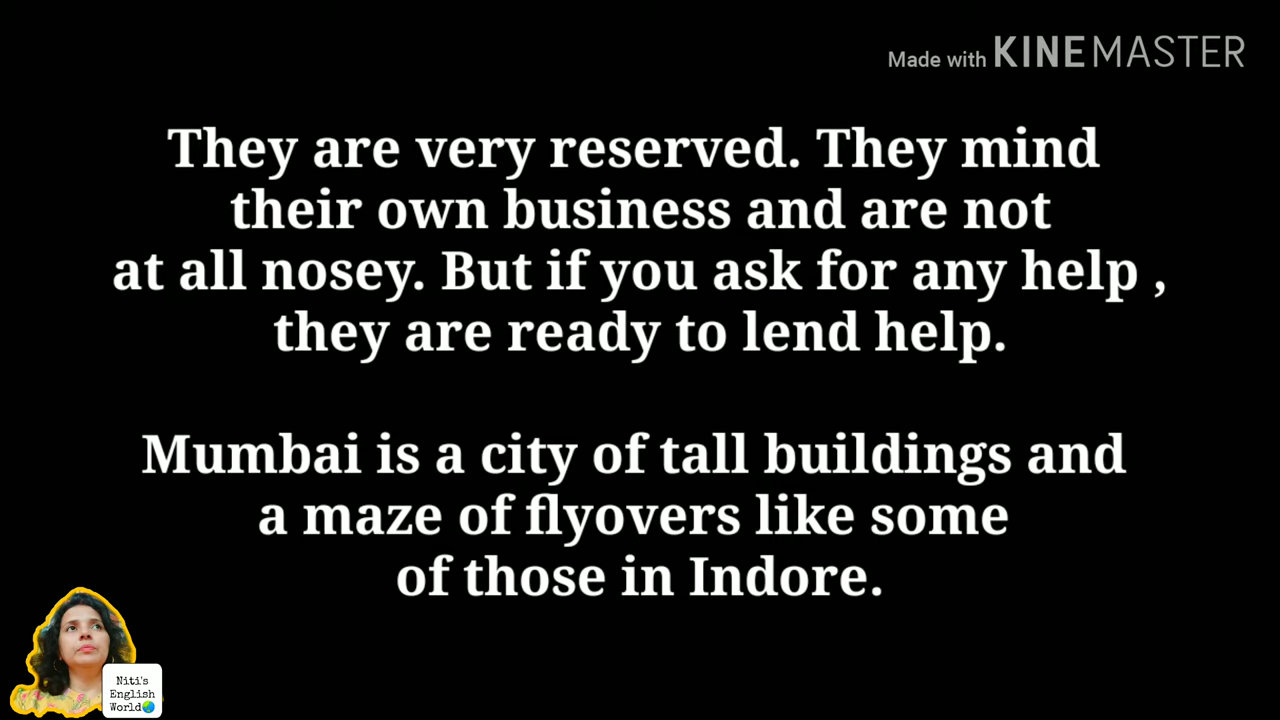 Made with KINEMASTER
They are very reserved. They mind
their own business and are not
at all nosey. But if you ask for any help ,
they are ready to lend help.
Mumbai is a city of tall buildings and
a maze of flyovers like some
of those in Indore.
Niti's
English
World